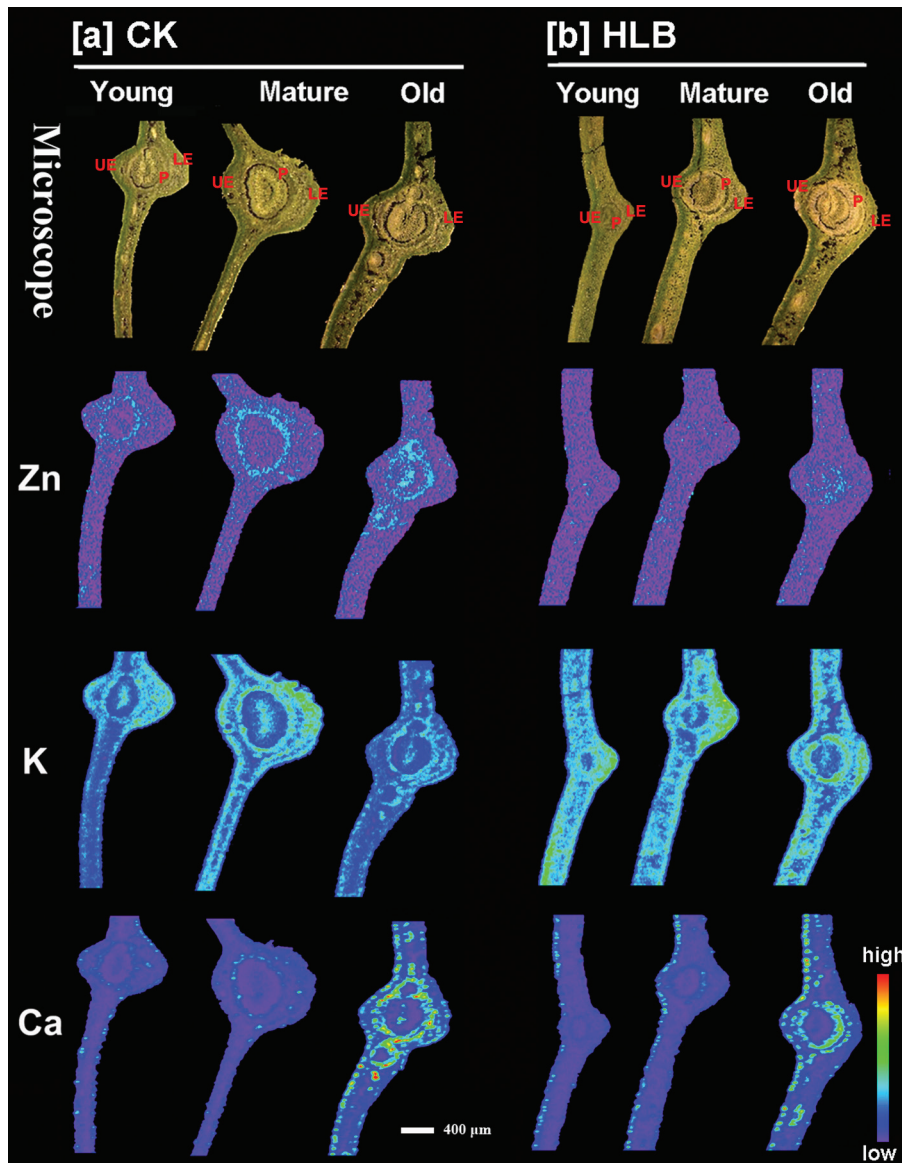 [a] CK [b] HLB
Young Mature Old Young Mature Old
Microscope
UE LE P UE P LE UE LE UE LE P UE P LE UE P LE
Zn
K
Ca
high
low
400 μm